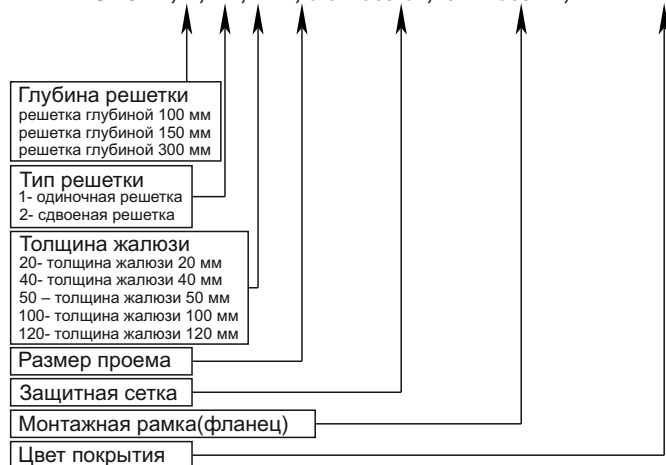 Глубина решетки
решетка глубиной 100 мм
решетка глубиной 150 мм
решетка глубиной 300 мм
Тип решетки
1- одиночная решетка
2- сдвоеная решетка
Толщина жалюзи
20- толщина жалюзи 20 мм
40- толщина жалюзи 40 мм
50 – толщина жалюзи 50 мм
100- толщина жалюзи 100 мм
120- толщина жалюзи 120 мм
Размер проема
Защитная сетка
Монтажная рамка(фланец)
Цвет покрытия